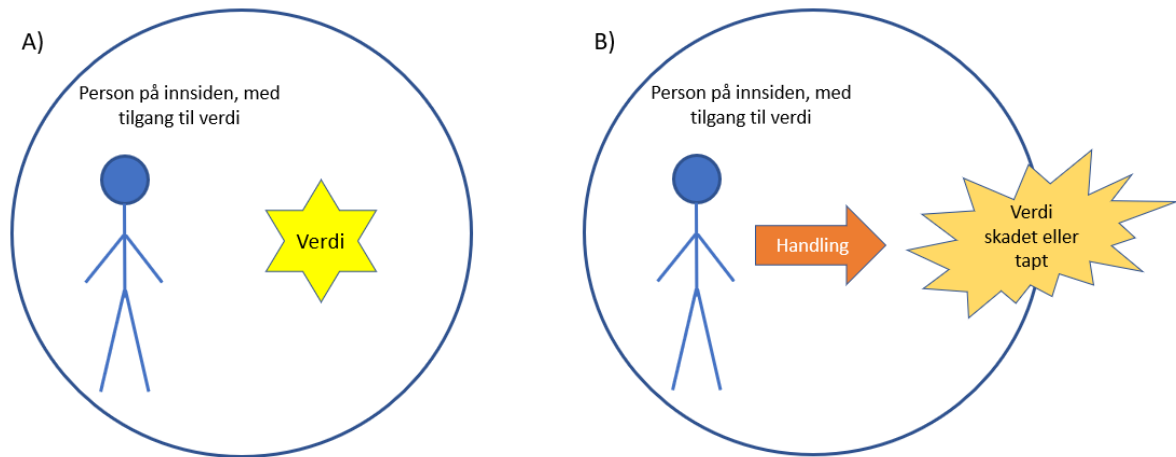 A)
Person på innsiden, med
tilgang til verdi
Verdi
B)
Person på innsiden, med
tilgang til verdi
Handling
Verdi
skadet eller
tapt